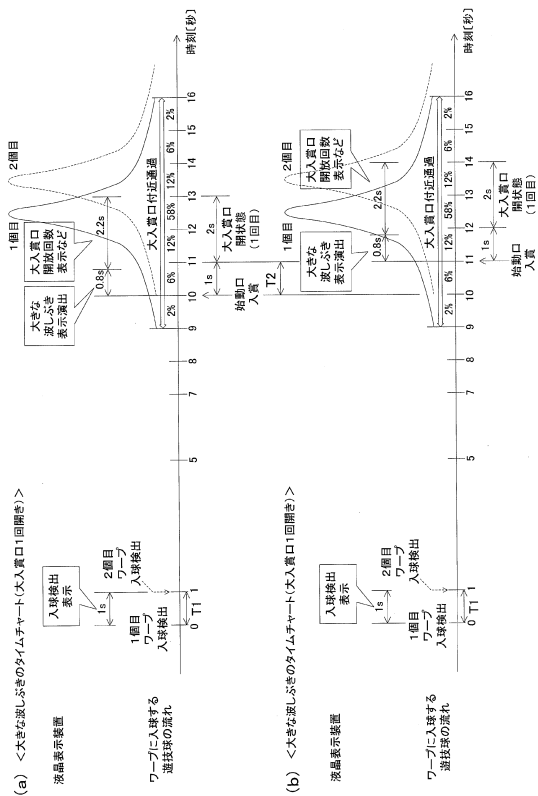 (a) <大きな波しぶきのタイムチャート(大入賞口1回開き)>
液晶表示装置
入球検出
表示
1s
大きな
波しぶき
表示演出
大入賞口
開放回数
表示など
0.8s
2.2s
1個目
2個目
ワープに入球する
遊技球の流れ
1個目
ワープ
入球検出
2個目
ワープ
入球検出
大入賞口付近通過
2%
6%
12%
58%
12%
6%
2%
0
1
5
7
8
9
10
11
12
13
14
15
16
時刻[秒]
T1
始動口
入賞
1s
2s
大入賞口
開状態
(1回目)
(b) <大きな波しぶきのタイムチャート(大入賞口1回開き)>
液晶表示装置
入球検出
表示
1s
T2
大きな
波しぶき
表示演出
大入賞口
開放回数
表示など
0.8s
2.2s
1個目
2個目
ワープに入球する
遊技球の流れ
1個目
ワープ
入球検出
2個目
ワープ
入球検出
大入賞口付近通過
2%
6%
12%
58%
12%
6%
2%
0
1
5
7
8
9
10
11
12
13
14
15
16
時刻[秒]
T1
始動口
入賞
1s
2s
大入賞口
開状態
(1回目)